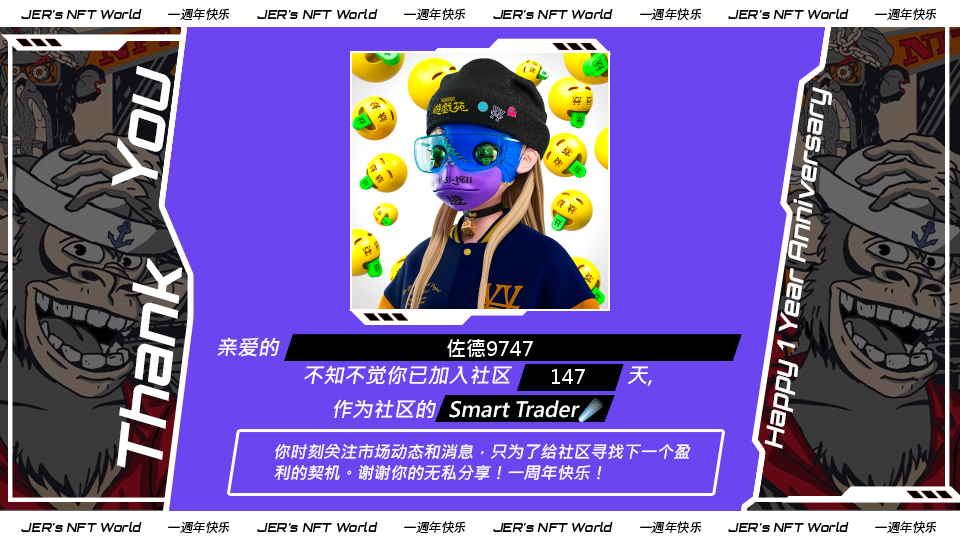 JER's NFT World 一週年快乐 JER's NFT World 一週年快乐 JER's NFT World 一週年快乐 JER's NFT World 一週年快乐
Thank You
遊戲苑
亲爱的 佐德9747
不知不觉你已加入社区 147 天,
作为社区的 Smart Trader
你时刻关注市场动态和消息，只为了给社区寻找下一个盈
利的契机。谢谢你的无私分享！一周年快乐！
Happy 1 Year Anniversary
JER's NFT World 一週年快乐 JER's NFT World 一週年快乐 JER's NFT World 一週年快乐 JER's NFT World 一週年快乐